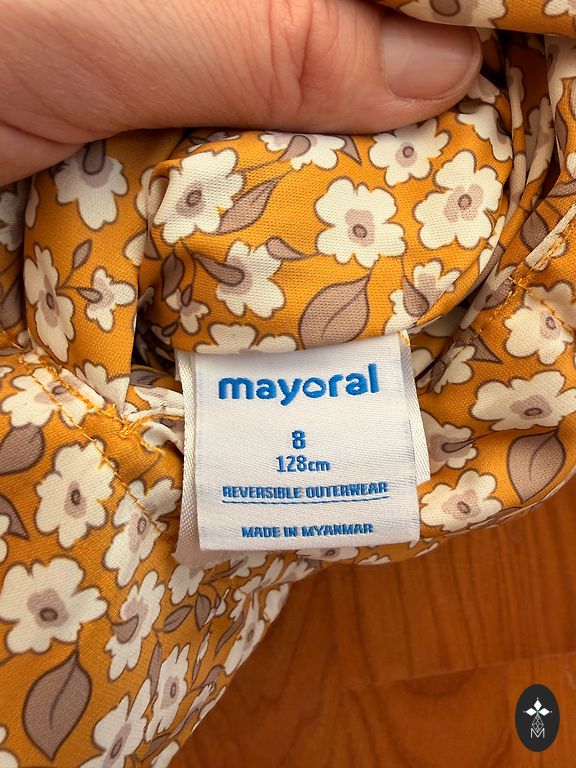 mayoral
8
128cm
REVERSIBLE OUTERWEAR
MADE IN MYANMAR
M